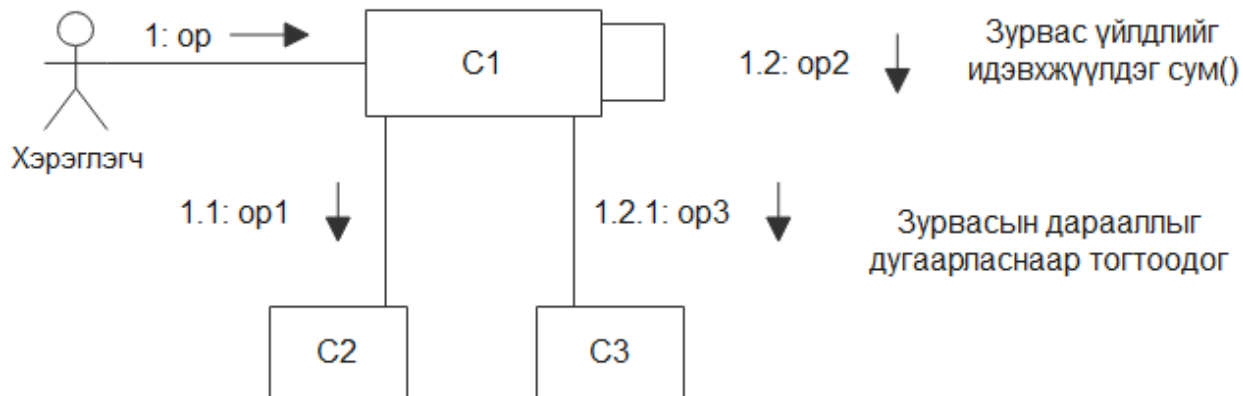 1: op
C1
1.2: op2
Зурвас үйлдлийг
идэвхжүүлдэг сум()
Хэрэглэгч
1.1: op1
1.2.1: op3
Зурвасын дарааллыг
дугаарласнаар тогтоодог
C2
C3